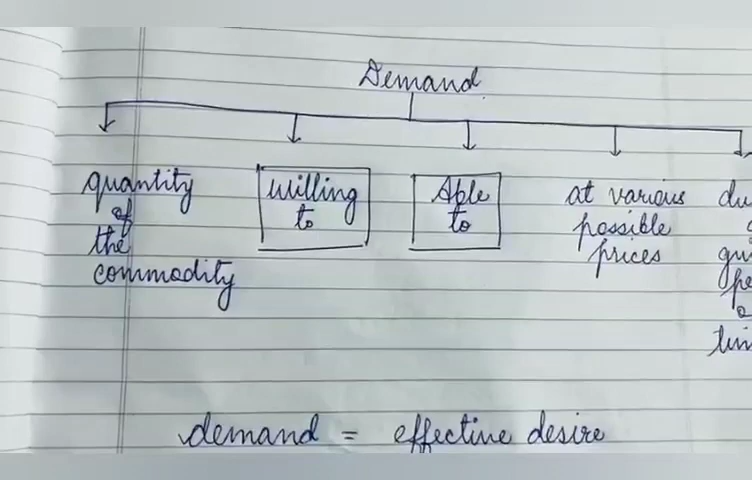 Demand
quantity
of
the
commodity
willing
to
Able
to
at various
possible
prices
demand = effective desire